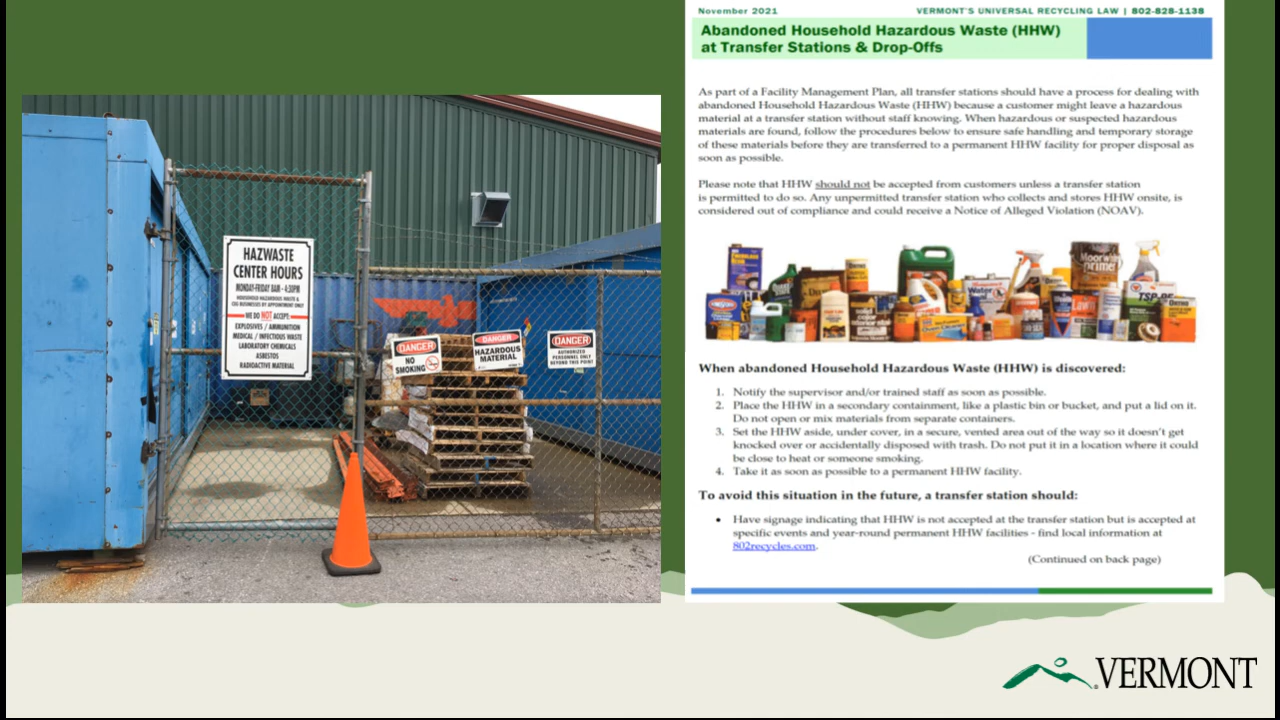 HAZWASTE
CENTER HOURS
MONDAY-FRIDAY 8AM - 4:30PM
HOUSEHOLD HAZARDOUS WASTE &
CEG BUSINESSES BY APPOINTMENT ONLY
WE DO NOT ACCEPT:
EXPLOSIVES / AMMUNITION
MEDICAL / INFECTIOUS WASTE
LABORATORY CHEMICALS
ASBESTOS
RADIOACTIVE MATERIAL
DANGER
NO
SMOKING
DANGER
HAZARDOUS
MATERIAL
DANGER
AUTHORIZED
PERSONNEL ONLY
BEYOND THIS POINT
November 2021
VERMONT'S UNIVERSAL RECYCLING LAW | 802-828-1138
Abandoned Household Hazardous Waste (HHW)
at Transfer Stations & Drop-Offs
As part of a Facility Management Plan, all transfer stations should have a process for dealing with
abandoned Household Hazardous Waste (HHW) because a customer might leave a hazardous
material at a transfer station without staff knowing. When hazardous or suspected hazardous
materials are found, follow the procedures below to ensure safe handling and temporary storage
of these materials before they are transferred to a permanent HHW facility for proper disposal as
soon as possible.
Please note that HHW should not be accepted from customers unless a transfer station
is permitted to do so. Any unpermitted transfer station who collects and stores HHW onsite, is
considered out of compliance and could receive a Notice of Alleged Violation (NOAV).
Moorwhite
primer
TSP-PF
When abandoned Household Hazardous Waste (HHW) is discovered:
1. Notify the supervisor and/or trained staff as soon as possible.
2. Place the HHW in a secondary containment, like a plastic bin or bucket, and put a lid on it.
Do not open or mix materials from separate containers.
3. Set the HHW aside, under cover, in a secure, vented area out of the way so it doesn't get
knocked over or accidentally disposed with trash. Do not put it in a location where it could
be close to heat or someone smoking.
4. Take it as soon as possible to a permanent HHW facility.
To avoid this situation in the future, a transfer station should:
• Have signage indicating that HHW is not accepted at the transfer station but is accepted at
specific events and year-round permanent HHW facilities - find local information at
802recycles.com.
(Continued on back page)
VERMONT